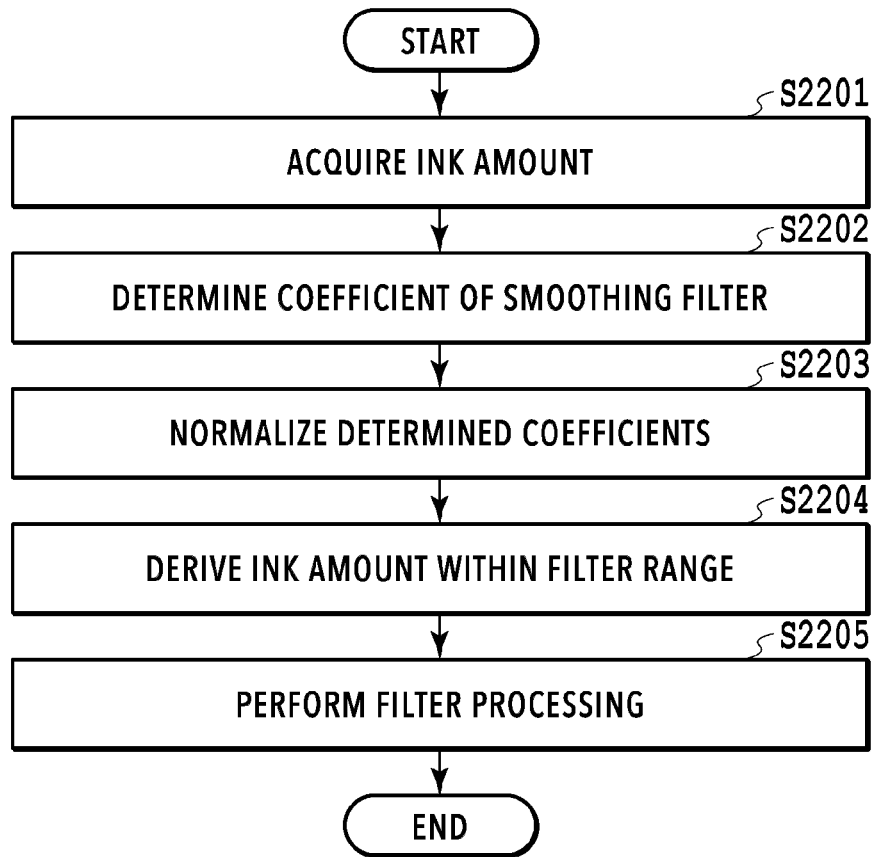 START
S2201
ACQUIRE INK AMOUNT
S2202
DETERMINE COEFFICIENT OF SMOOTHING FILTER
S2203
NORMALIZE DETERMINED COEFFICIENTS
S2204
DERIVE INK AMOUNT WITHIN FILTER RANGE
S2205
PERFORM FILTER PROCESSING
END